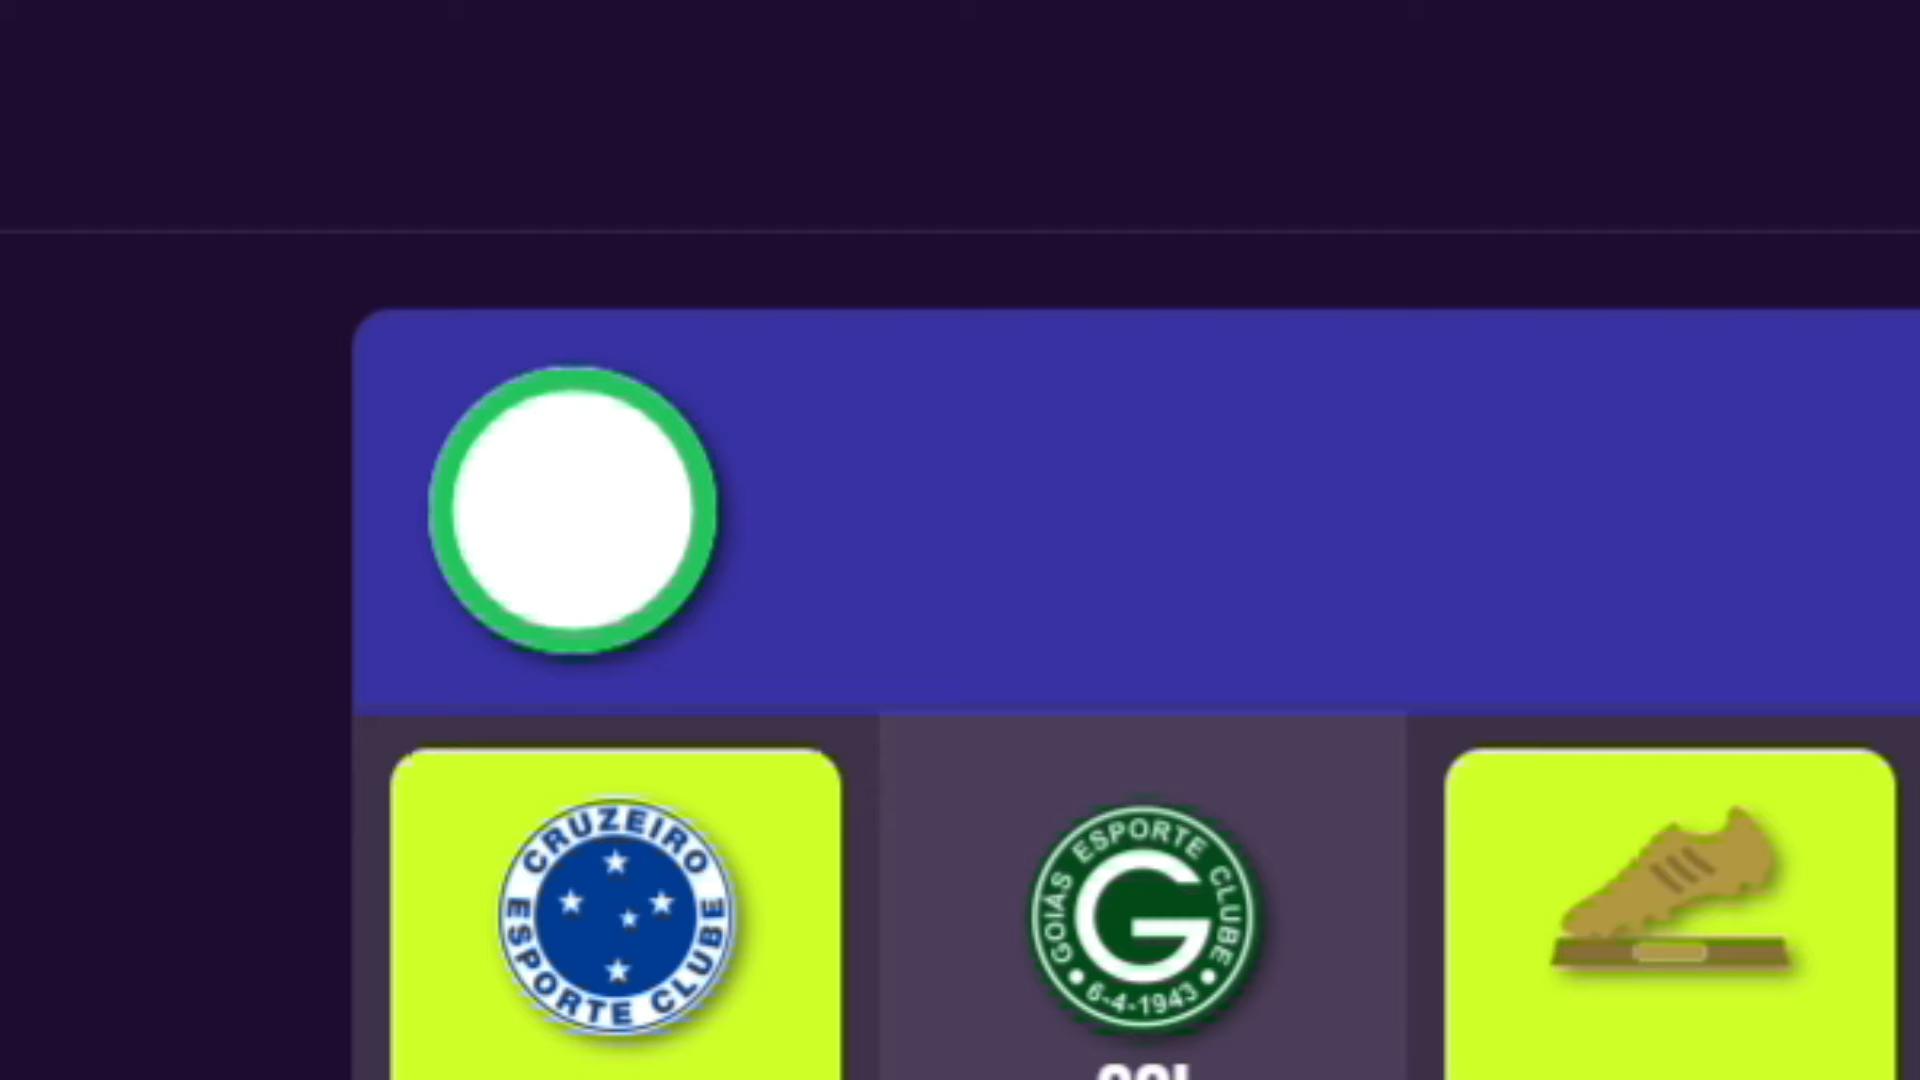 CRUZEIRO
ESPORTE CLUBE
GOIÁS ESPORTE CLUBE
6-4-1943